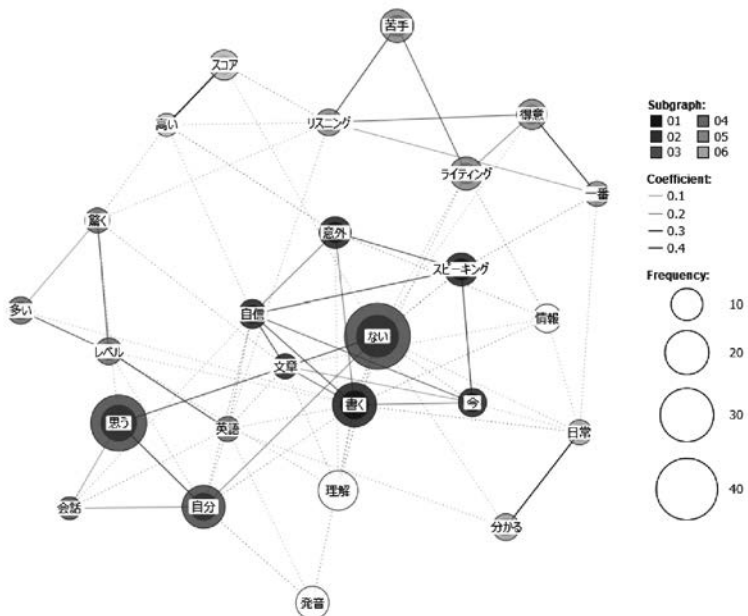 苦手
スコア
高い
リスニング
得意
ライティング
一番
驚く
意外
スピーキング
多い
自信
ない
情報
レベル
文章
書く
今
思う
英語
日常
会話
自分
理解
分かる
発音
Subgraph:
01 04
02 05
03 06
Coefficient:
0.1
0.2
0.3
0.4
Frequency:
10
20
30
40